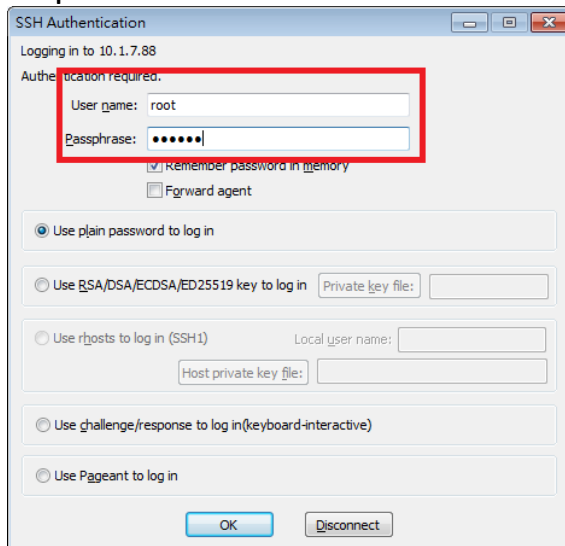 SSH Authentication
Logging in to 10.1.7.88
Authentication required.
User name: root
Passphrase: ●●●●●●
Remember password in memory
Forward agent
Use plain password to log in
Use RSA/DSA/ECDSA/ED25519 key to log in Private key file:
Use rhosts to log in (SSH1) Local user name:
Host private key file:
Use challenge/response to log in(keyboard-interactive)
Use Pageant to log in
OK Disconnect